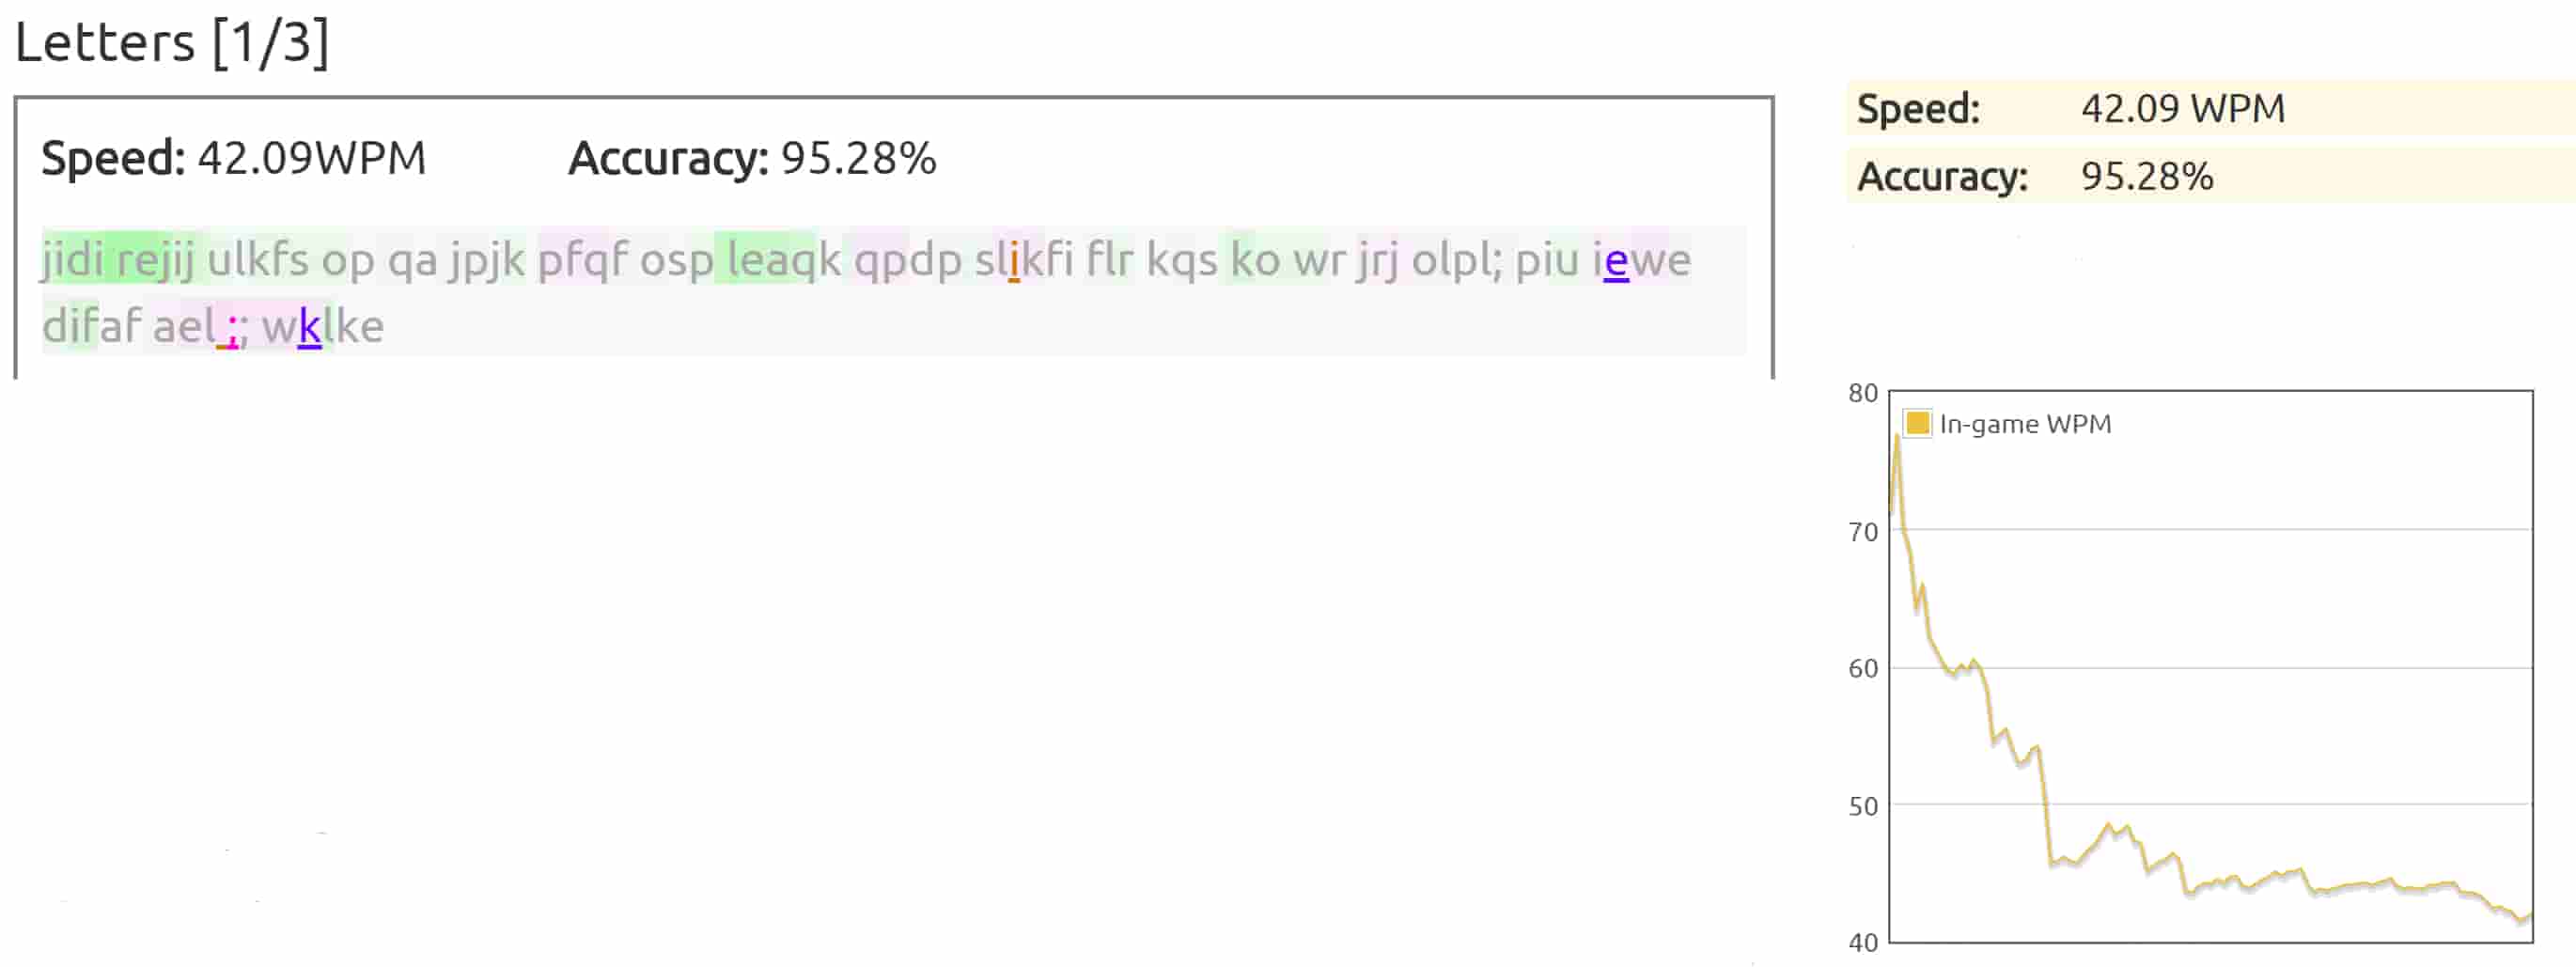 Letters [1/3]
Speed: 42.09WPM Accuracy: 95.28%
jidi rejij ulkfs op qa jpjk pfqf osp leaqk qpdp slikfi flr kqs ko wr jrj olpl; piu iewe
difaf ael ;; wklke
Speed: 42.09 WPM
Accuracy: 95.28%
80
In-game WPM
70
60
50
40